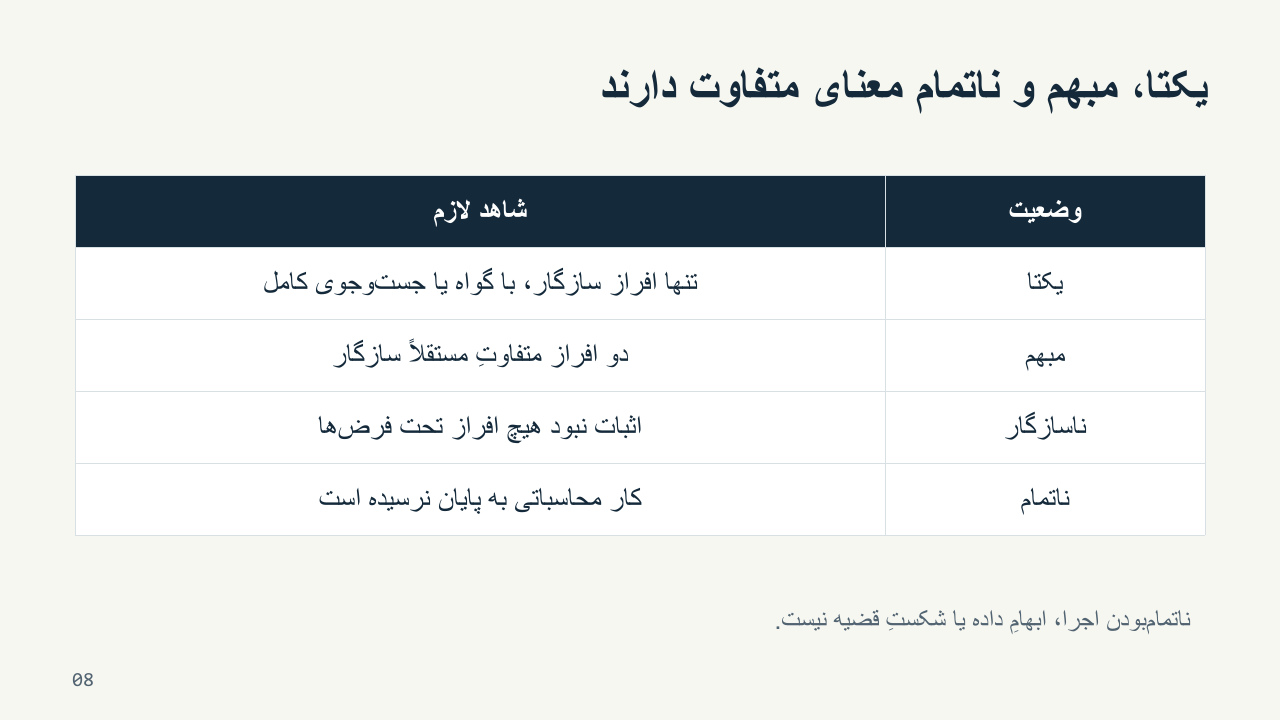 یکتا، مبهم و ناتمام معنای متفاوت دارند
وضعیت شاهد لازم
یکتا تنها افراز سازگار، با گواه یا جست‌وجوی کامل
مبهم دو افراز متفاوتِ مستقلاً سازگار
ناسازگار اثبات نبود هیچ افراز تحت فرض‌ها
ناتمام کار محاسباتی به پایان نرسیده است
ناتمام‌بودن اجرا، ابهامِ داده یا شکستِ قضیه نیست.
08